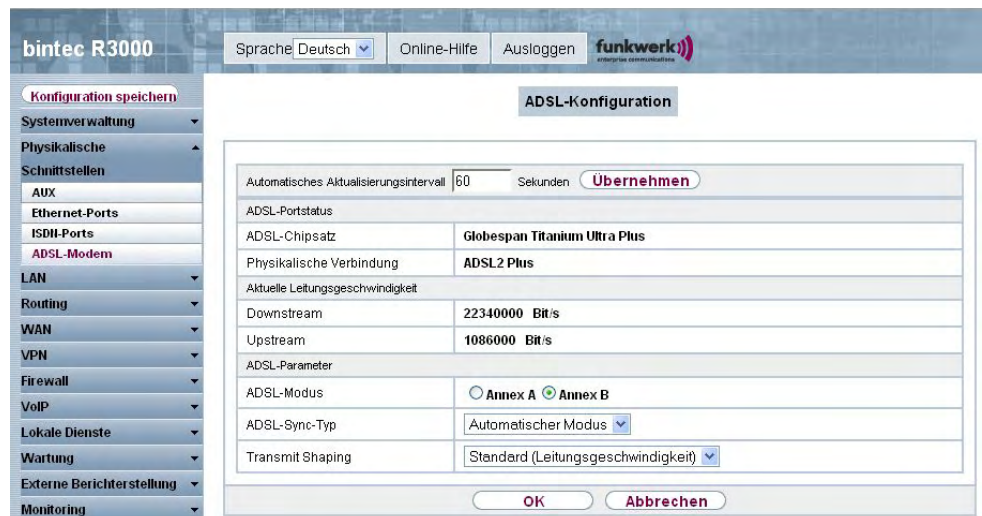 bintec R3000
Sprache Deutsch
Online-Hilfe
Ausloggen
funkwerk
enterprise communications
Konfiguration speichern
Systemverwaltung
Physikalische
Schnittstellen
AUX
Ethernet-Ports
ISDN-Ports
ADSL-Modem
LAN
Routing
WAN
VPN
Firewall
VoIP
Lokale Dienste
Wartung
Externe Berichterstellung
Monitoring
ADSL-Konfiguration
Automatisches Aktualisierungsintervall 60 Sekunden Übernehmen
ADSL-Portstatus
ADSL-Chipsatz Globespan Titanium Ultra Plus
Physikalische Verbindung ADSL2 Plus
Aktuelle Leitungsgeschwindigkeit
Downstream 22340000 Bit/s
Upstream 1086000 Bit/s
ADSL-Parameter
ADSL-Modus Annex A Annex B
ADSL-Sync-Typ Automatischer Modus
Transmit Shaping Standard (Leitungsgeschwindigkeit)
OK Abbrechen